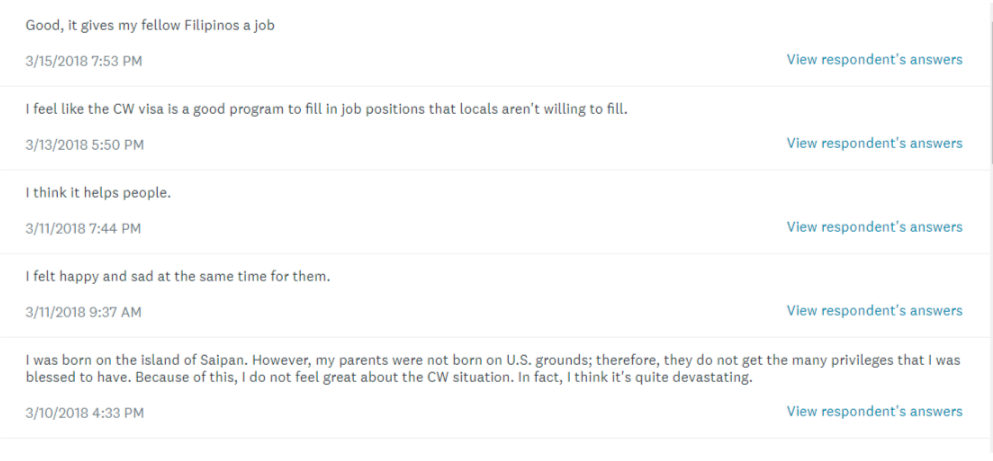 Good, it gives my fellow Filipinos a job
3/15/2018 7:53 PM
View respondent's answers
I feel like the CW visa is a good program to fill in job positions that locals aren't willing to fill.
3/13/2018 5:50 PM
View respondent's answers
I think it helps people.
3/11/2018 7:44 PM
View respondent's answers
I felt happy and sad at the same time for them.
3/11/2018 9:37 AM
View respondent's answers
I was born on the island of Saipan. However, my parents were not born on U.S. grounds; therefore, they do not get the many privileges that I was
blessed to have. Because of this, I do not feel great about the CW situation. In fact, I think it's quite devastating.
3/10/2018 4:33 PM
View respondent's answers